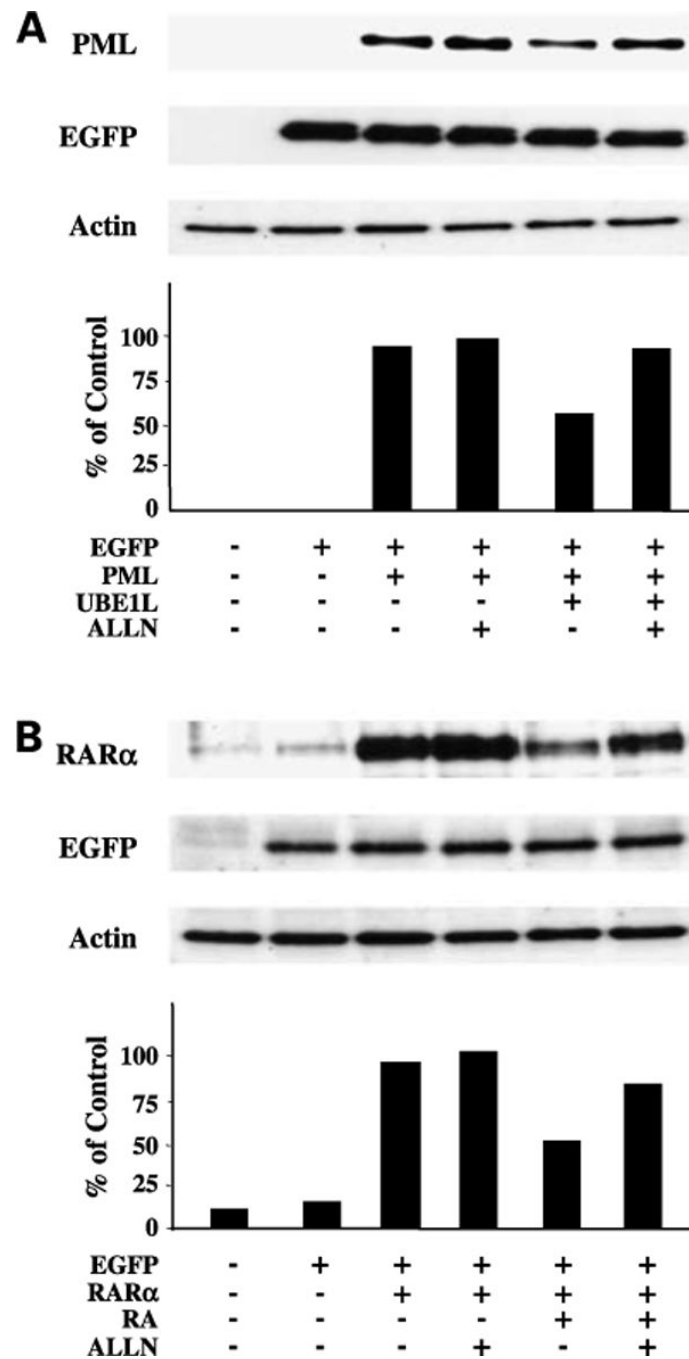 A
PML
EGFP
Actin
% of Control
100
75
50
25
0
EGFP - + + + + +
PML - - + + + +
UBE1L - - - - + +
ALLN - - - + - +
B
RARα
EGFP
Actin
% of Control
100
75
50
25
0
EGFP - + + + + +
RARα - - + + + +
RA - - - - + +
ALLN - - - + - +